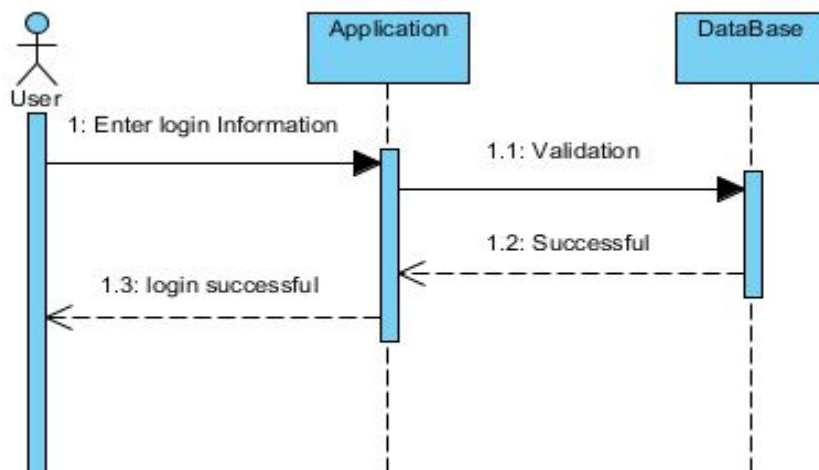 Application
DataBase
User
1: Enter login Information
1.1: Validation
1.2: Successful
1.3: login successful